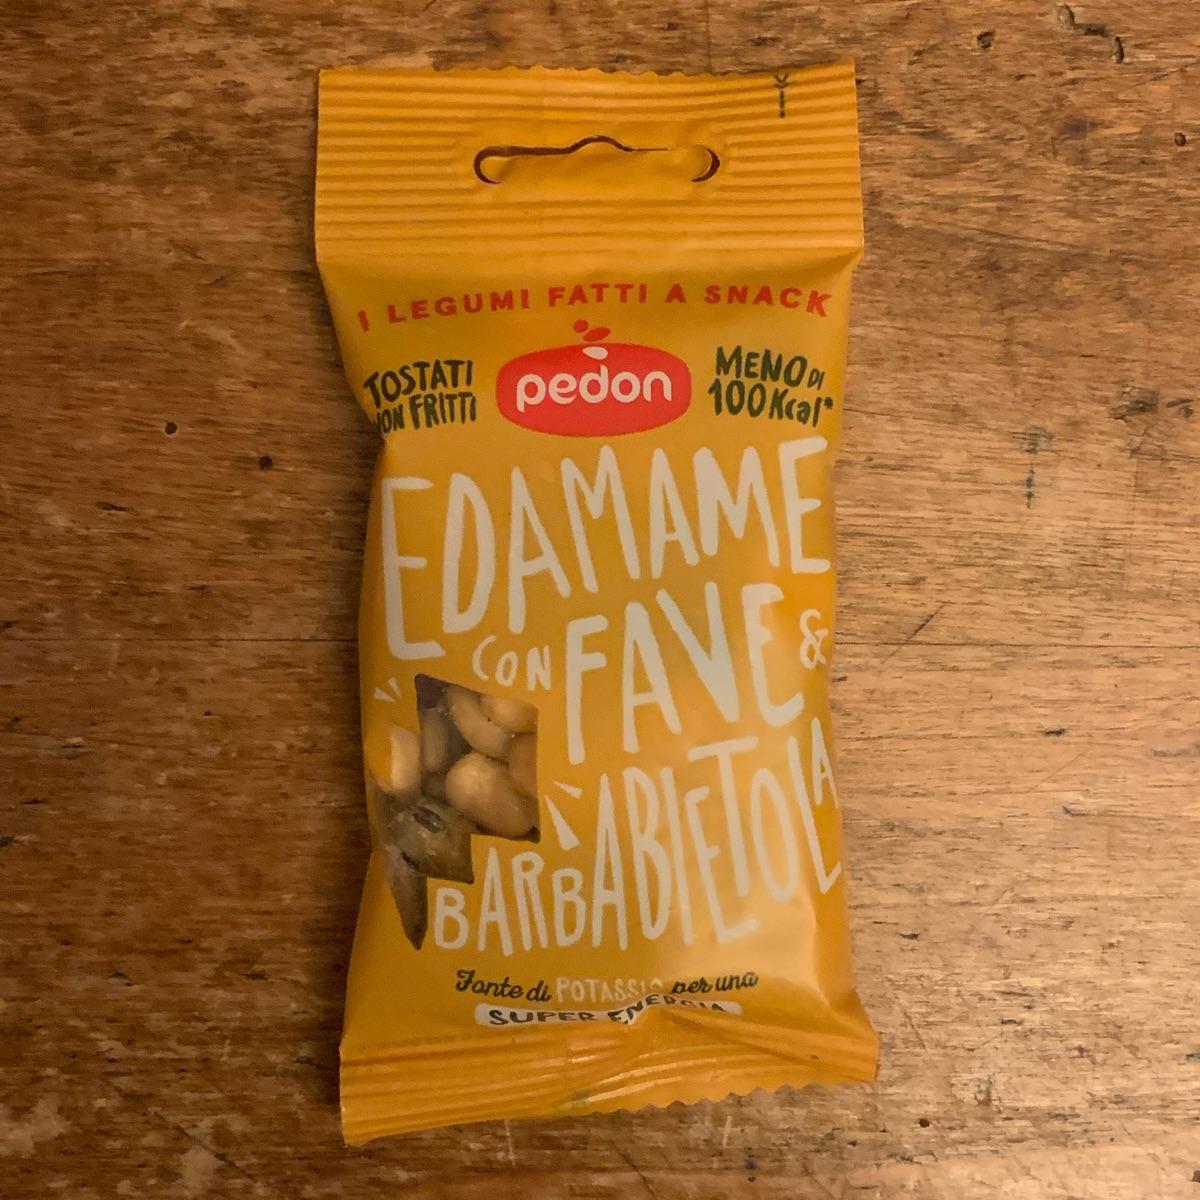 I LEGUMI FATTI A SNACK
TOSTATI
NON FRITTI
pedon
MENO DI
100 Kcal*
EDAMAME
CON FAVE &
BARBABIETOLA
Fonte di POTASSIO per una
SUPER ENERGIA